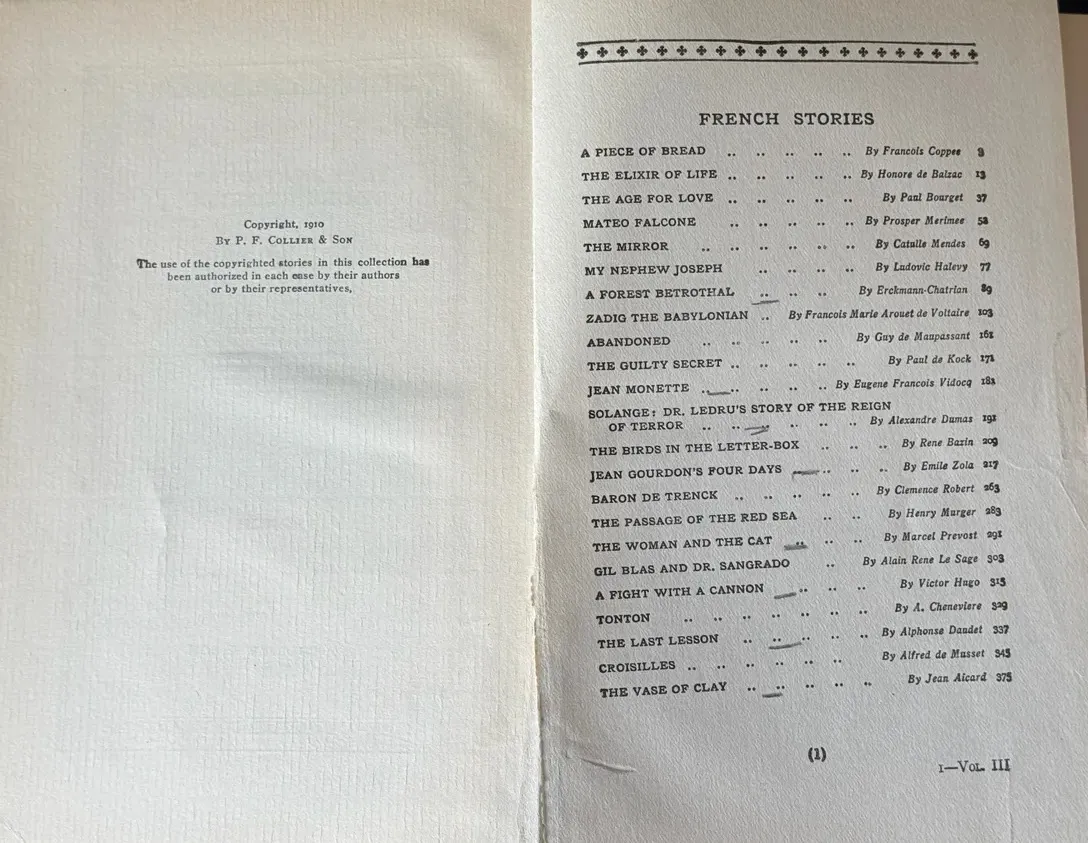 Copyright, 1910
By P. F. Collier & Son
The use of the copyrighted stories in this collection has
been authorized in each case by their authors
or by their representatives.
FRENCH STORIES
A PIECE OF BREAD .. .. .. .. .. By Francois Coppee 3
THE ELIXIR OF LIFE .. .. .. .. .. By Honore de Balzac 13
THE AGE FOR LOVE .. .. .. .. .. By Paul Bourget 37
MATEO FALCONE .. .. .. .. .. By Prosper Merimee 52
THE MIRROR .. .. .. .. .. .. By Catulle Mendes 69
MY NEPHEW JOSEPH .. .. .. .. By Ludovic Halevy 77
A FOREST BETROTHAL .. .. .. By Erckmann-Chatrian 89
ZADIG THE BABYLONIAN .. By Francois Marie Arouet de Voltaire 103
ABANDONED .. .. .. .. .. By Guy de Maupassant 161
THE GUILTY SECRET .. .. .. .. .. By Paul de Kock 171
JEAN MONETTE .. .. .. .. .. By Eugene Francois Vidocq 181
SOLANGE: DR. LEDRU'S STORY OF THE REIGN
OF TERROR .. .. .. .. .. .. By Alexandre Dumas 191
THE BIRDS IN THE LETTER-BOX .. .. .. By Rene Bazin 209
JEAN GOURDON'S FOUR DAYS .. .. .. By Emile Zola 217
BARON DE TRENCK .. .. .. .. .. By Clemence Robert 263
THE PASSAGE OF THE RED SEA .. .. By Henry Murger 283
THE WOMAN AND THE CAT .. .. .. By Marcel Prevost 291
GIL BLAS AND DR. SANGRADO .. By Alain Rene Le Sage 303
A FIGHT WITH A CANNON .. .. .. By Victor Hugo 315
TONTON .. .. .. .. .. .. .. By A. Cheneviere 329
THE LAST LESSON .. .. .. .. .. By Alphonse Daudet 337
CROISILLES .. .. .. .. .. .. By Alfred de Musset 343
THE VASE OF CLAY .. .. .. .. .. By Jean Aicard 375
(1)
1—Vol. III